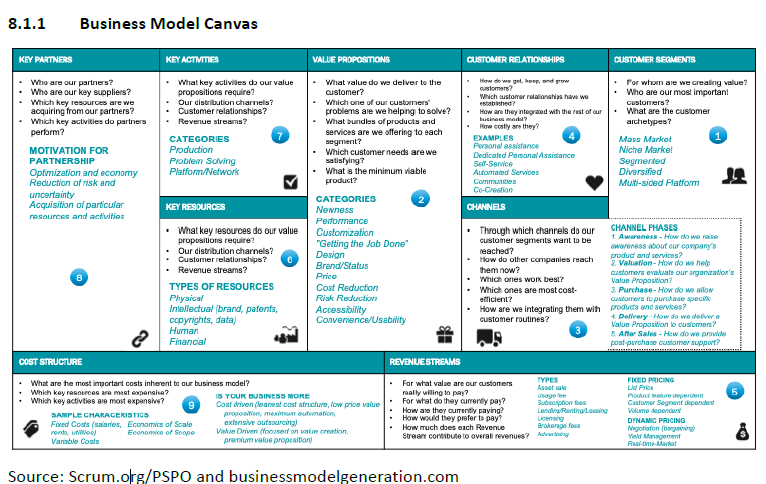 8.1.1 Business Model Canvas
KEY PARTNERS
• Who are our partners?
• Who are our key suppliers?
• Which key resources are we
acquiring from our partners?
• Which key activities do partners
perform?
MOTIVATION FOR
PARTNERSHIP
Optimization and economy
Reduction of risk and
uncertainty
Acquisition of particular
resources and activities
8
KEY ACTIVITIES
• What key activities do our value
propositions require?
• Our distribution channels?
• Customer relationships?
• Revenue streams?
CATEGORIES
Production
Problem Solving
Platform/Network
7
KEY RESOURCES
• What key resources do our value
propositions require?
• Our distribution channels?
• Customer relationships?
• Revenue streams?
6
TYPES OF RESOURCES
Physical
Intellectual (brand, patents,
copyrights, data)
Human
Financial
VALUE PROPOSITIONS
• What value do we deliver to the
customer?
• Which one of our customers'
problems are we helping to solve?
• What bundles of products and
services are we offering to each
segment?
• Which customer needs are we
satisfying?
• What is the minimum viable
product?
CATEGORIES
Newness
Performance
Customization
"Getting the Job Done"
Design
Brand/Status
Price
Cost Reduction
Risk Reduction
Accessibility
Convenience/Usability
2
CUSTOMER RELATIONSHIPS
• How do we get, keep, and grow
customers?
• Which customer relationships have we
established?
• How are they integrated with the rest of our
business model?
• How costly are they?
EXAMPLES
Personal assistance
Dedicated Personal Assistance
Self-Service
Automated Services
Communities
Co-Creation
4
CHANNELS
• Through which channels do our
customer segments want to be
reached?
• How do other companies reach
them now?
• Which ones work best?
• Which ones are most cost-
efficient?
• How are we integrating them with
customer routines?
3
CUSTOMER SEGMENTS
• For whom are we creating value?
• Who are our most important
customers?
• What are the customer
archetypes?
1
Mass Market
Niche Market
Segmented
Diversified
Multi-sided Platform
CHANNEL PHASES
1. Awareness - How do we raise
awareness about our company's
product and services?
2. Valuation - How do we help
customers evaluate our organization's
Value Proposition?
3. Purchase - How do we allow
customers to purchase specific
products and services?
4. Delivery - How do we deliver a
Value Proposition to customers?
5. After Sales - How do we provide
post-purchase customer support?
COST STRUCTURE
• What are the most important costs inherent to our business model?
• Which key resources are most expensive?
• Which key activities are most expensive?
9
SAMPLE CHARACERISTICS
Fixed Costs (salaries, Economics of Scale
rents, utilities) Economics of Scope
Variable Costs
IS YOUR BUSINESS MORE
Cost driven (leanest cost structure, low price value
proposition, maximum automation,
extensive outsourcing)
Value Driven (focused on value creation,
premium value proposition)
REVENUE STREAMS
• For what value are our customers
really willing to pay?
• For what do they currently pay?
• How are they currently paying?
• How would they prefer to pay?
• How much does each Revenue
Stream contribute to overall revenues?
TYPES
Asset sale
Usage fee
Subscription fees
Lending/Renting/Leasing
Licensing
Brokerage fees
Advertising
FIXED PRICING
List Price
Product feature dependent
Customer Segment dependent
Volume dependent
DYNAMIC PRICING
Negotiation (bargaining)
Yield Management
Real-time-Market
5
Source: Scrum.org/PSPO and businessmodelgeneration.com